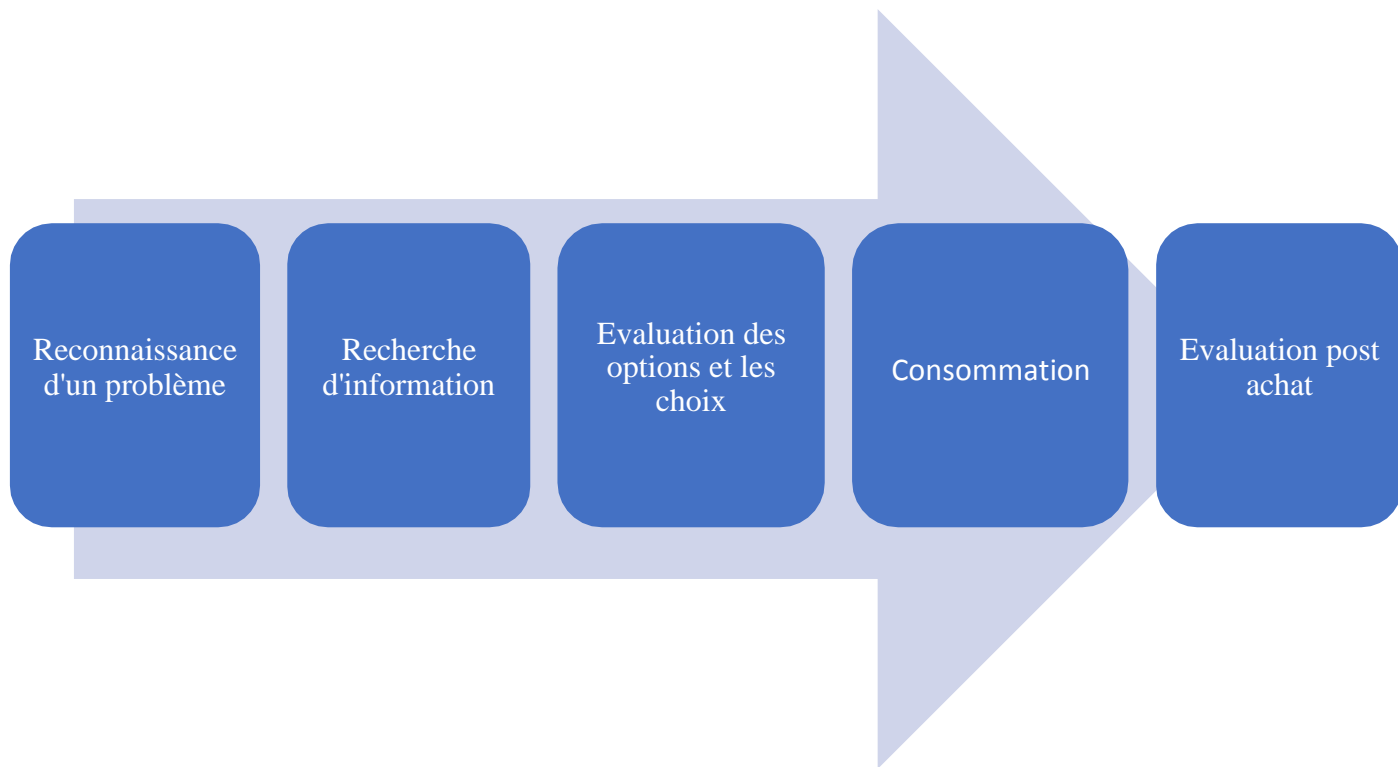 Reconnaissance
d'un problème
Recherche
d'information
Evaluation des
options et les
choix
Consommation
Evaluation post
achat